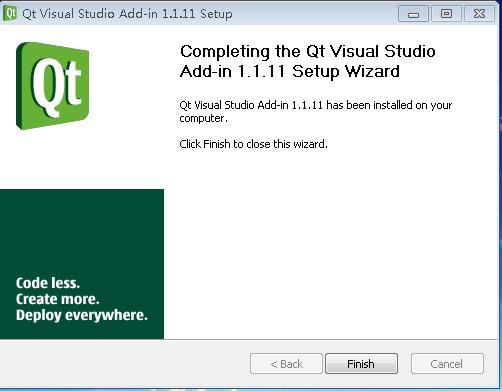 Qt Visual Studio Add-in 1.1.11 Setup
Qt
Completing the Qt Visual Studio
Add-in 1.1.11 Setup Wizard
Qt Visual Studio Add-in 1.1.11 has been installed on your
computer.
Click Finish to close this wizard.
Code less.
Create more.
Deploy everywhere.
< Back
Finish
Cancel